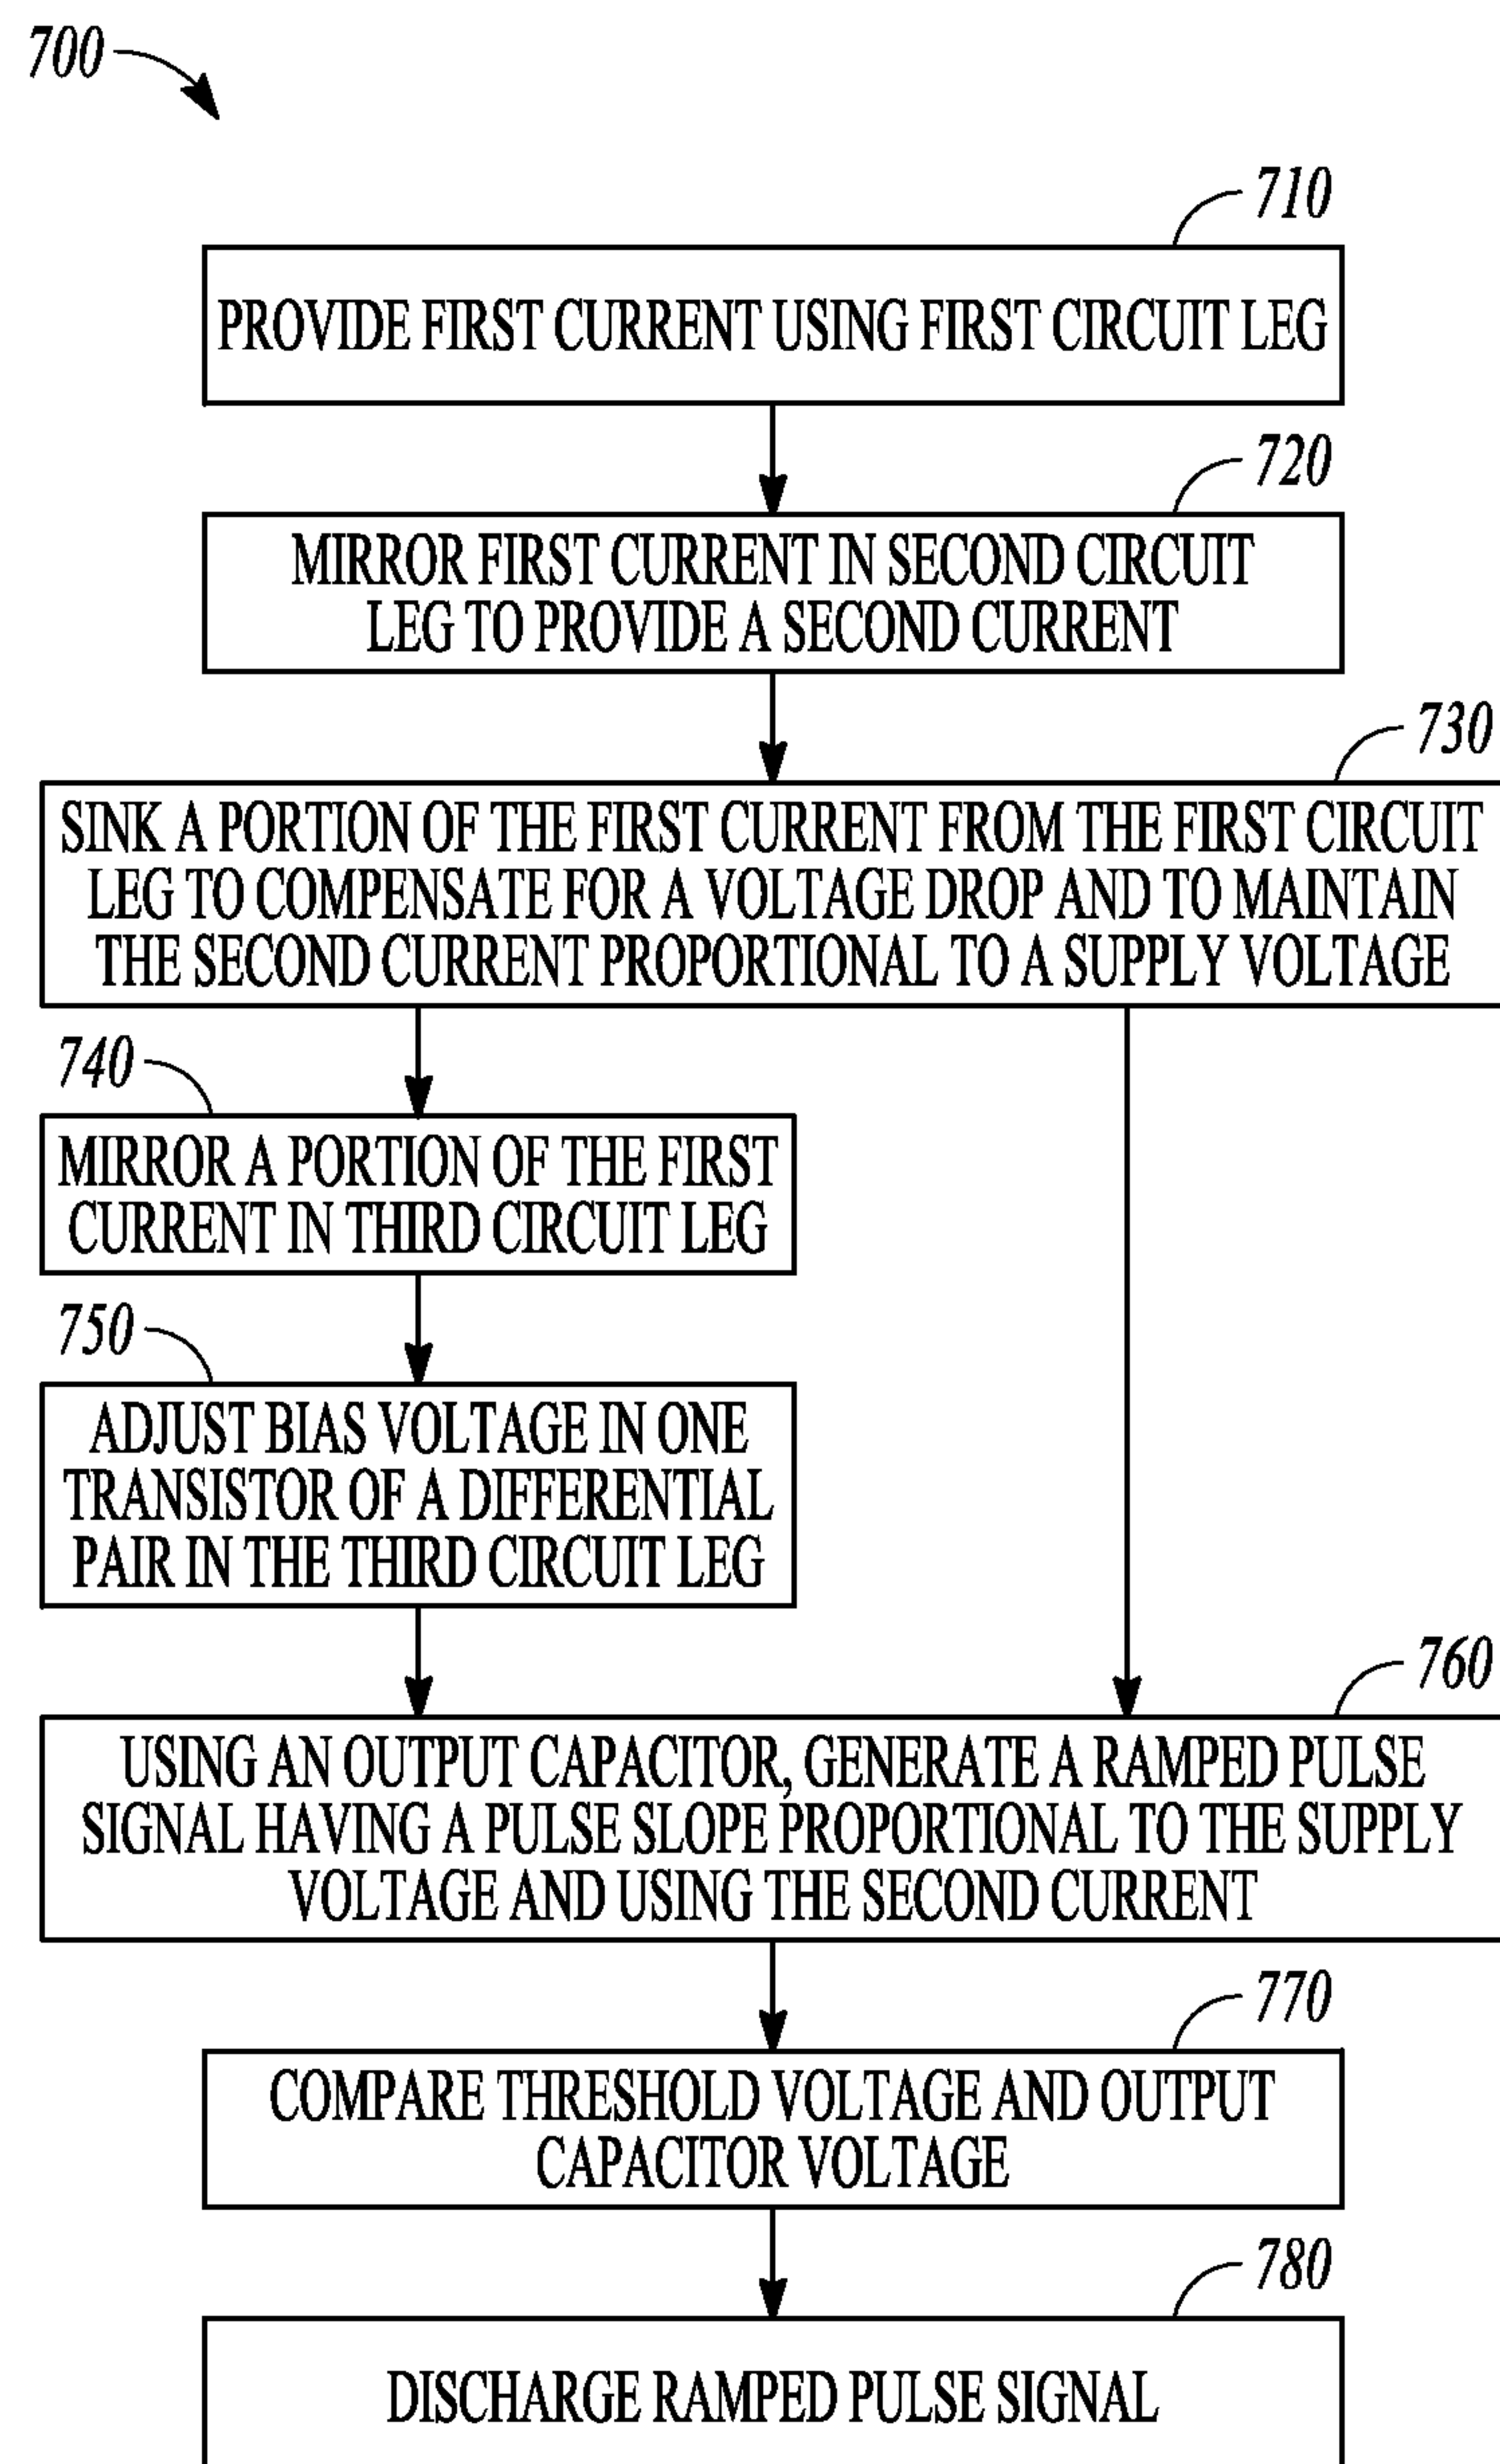 700
710
PROVIDE FIRST CURRENT USING FIRST CIRCUIT LEG
720
MIRROR FIRST CURRENT IN SECOND CIRCUIT
LEG TO PROVIDE A SECOND CURRENT
730
SINK A PORTION OF THE FIRST CURRENT FROM THE FIRST CIRCUIT
LEG TO COMPENSATE FOR A VOLTAGE DROP AND TO MAINTAIN
THE SECOND CURRENT PROPORTIONAL TO A SUPPLY VOLTAGE
740
MIRROR A PORTION OF THE FIRST
CURRENT IN THIRD CIRCUIT LEG
750
ADJUST BIAS VOLTAGE IN ONE
TRANSISTOR OF A DIFFERENTIAL
PAIR IN THE THIRD CIRCUIT LEG
760
USING AN OUTPUT CAPACITOR, GENERATE A RAMPED PULSE
SIGNAL HAVING A PULSE SLOPE PROPORTIONAL TO THE SUPPLY
VOLTAGE AND USING THE SECOND CURRENT
770
COMPARE THRESHOLD VOLTAGE AND OUTPUT
CAPACITOR VOLTAGE
780
DISCHARGE RAMPED PULSE SIGNAL